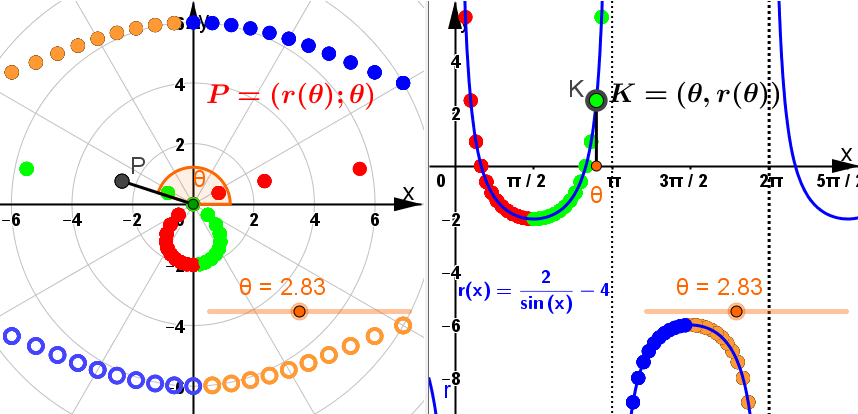 y
4
2
-2
-4
-6
-4
-2
2
4
6
x
P = (r(θ); θ)
P
θ
θ = 2.83
y
4
2
-2
-4
-6
-8
x
0
π / 2
π
3π / 2
2π
5π / 2
K
K = (θ, r(θ))
θ
r(x) = 2 / sin (x) - 4
θ = 2.83
r